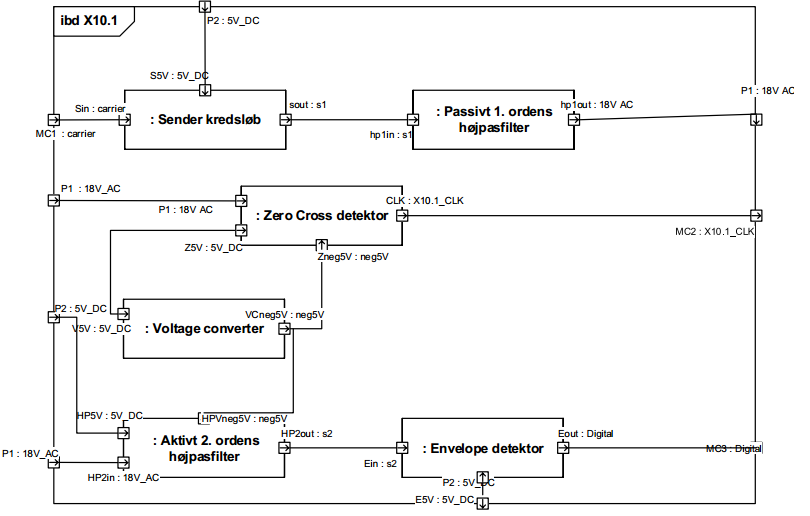 ibd X10.1
P2 : 5V_DC
S5V : 5V_DC
Sin : carrier
MC1 : carrier
: Sender kredsløb
sout : s1
hp1in : s1
: Passivt 1. ordens
højpasfilter
hp1out : 18V AC
P1 : 18V AC
P1 : 18V_AC
P1 : 18V AC
: Zero Cross detektor
CLK : X10.1_CLK
MC2 : X10.1_CLK
Z5V : 5V_DC
Zneg5V : neg5V
P2 : 5V_DC
V5V : 5V_DC
: Voltage converter
VCneg5V : neg5V
HP5V : 5V_DC
HPVneg5V : neg5V
: Aktivt 2. ordens
højpasfilter
HP2out : s2
P1 : 18V_AC
HP2in : 18V_AC
Ein : s2
: Envelope detektor
Eout : Digital
MC3 : Digital
P2 : 5V_DC
E5V : 5V_DC